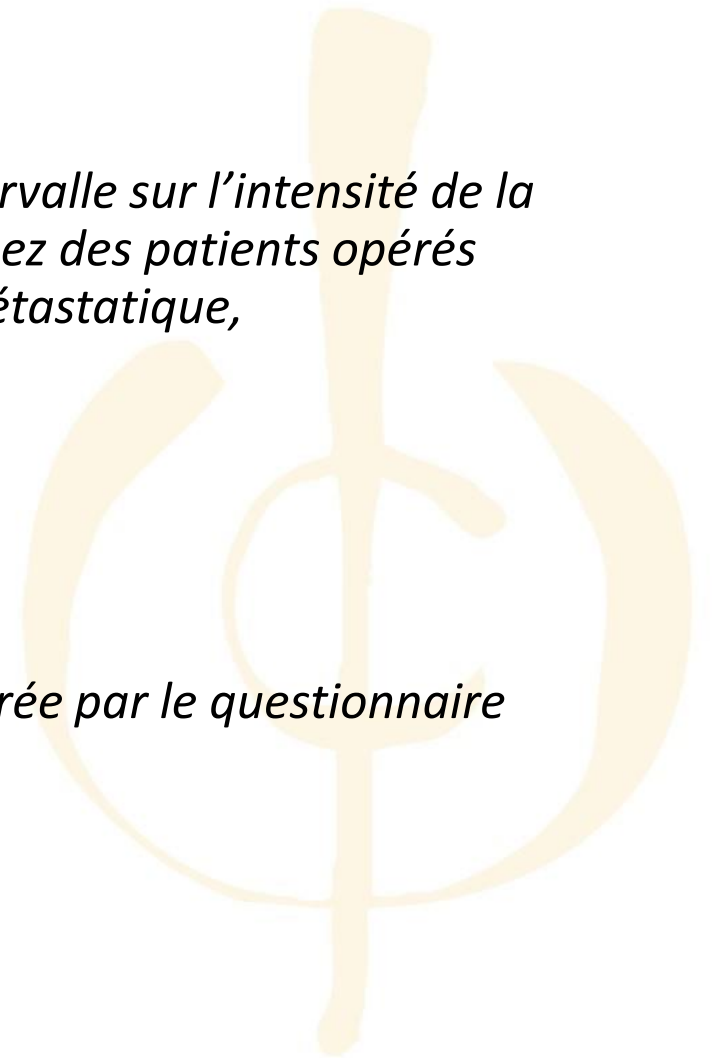 rvalle sur l’intensité de la
ez des patients opérés
étastatique,
rée par le questionnaire